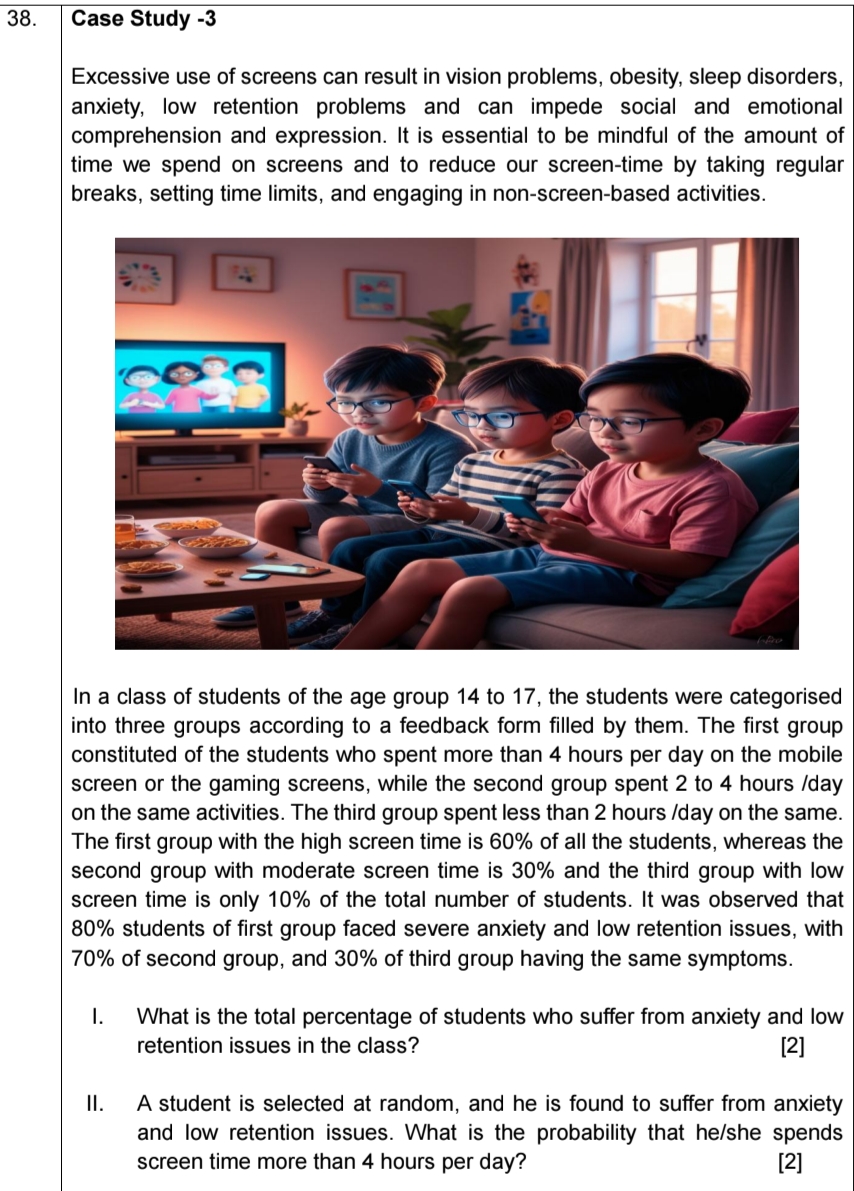 38. Case Study -3
Excessive use of screens can result in vision problems, obesity, sleep disorders,
anxiety, low retention problems and can impede social and emotional
comprehension and expression. It is essential to be mindful of the amount of
time we spend on screens and to reduce our screen-time by taking regular
breaks, setting time limits, and engaging in non-screen-based activities.
In a class of students of the age group 14 to 17, the students were categorised
into three groups according to a feedback form filled by them. The first group
constituted of the students who spent more than 4 hours per day on the mobile
screen or the gaming screens, while the second group spent 2 to 4 hours /day
on the same activities. The third group spent less than 2 hours /day on the same.
The first group with the high screen time is 60% of all the students, whereas the
second group with moderate screen time is 30% and the third group with low
screen time is only 10% of the total number of students. It was observed that
80% students of first group faced severe anxiety and low retention issues, with
70% of second group, and 30% of third group having the same symptoms.
I. What is the total percentage of students who suffer from anxiety and low
retention issues in the class? [2]
II. A student is selected at random, and he is found to suffer from anxiety
and low retention issues. What is the probability that he/she spends
screen time more than 4 hours per day? [2]